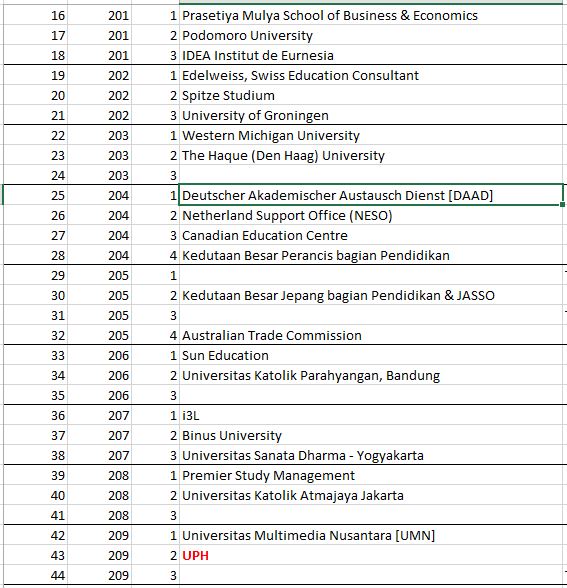 16 201 1 Prasetiya Mulya School of Business & Economics
17 201 2 Podomoro University
18 201 3 IDEA Institut de Eurnesia
19 202 1 Edelweiss, Swiss Education Consultant
20 202 2 Spitze Studium
21 202 3 University of Groningen
22 203 1 Western Michigan University
23 203 2 The Haque (Den Haag) University
24 203 3
25 204 1 Deutscher Akademischer Austausch Dienst [DAAD]
26 204 2 Netherland Support Office (NESO)
27 204 3 Canadian Education Centre
28 204 4 Kedutaan Besar Perancis bagian Pendidikan
29 205 1
30 205 2 Kedutaan Besar Jepang bagian Pendidikan & JASSO
31 205 3
32 205 4 Australian Trade Commission
33 206 1 Sun Education
34 206 2 Universitas Katolik Parahyangan, Bandung
35 206 3
36 207 1 i3L
37 207 2 Binus University
38 207 3 Universitas Sanata Dharma - Yogyakarta
39 208 1 Premier Study Management
40 208 2 Universitas Katolik Atmajaya Jakarta
41 208 3
42 209 1 Universitas Multimedia Nusantara [UMN]
43 209 2 UPH
44 209 3